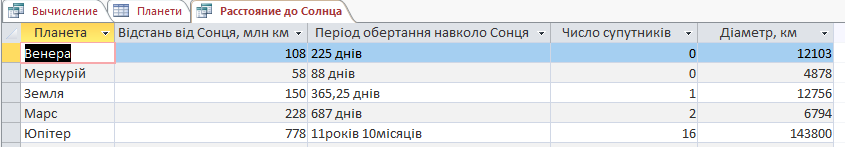 Вычисление Планети Расстояние до Солнца
Планета Відстань від Сонця, млн км Період обертання навколо Сонця Число супутників Діаметр, км
Венера 108 225 днів 0 12103
Меркурій 58 88 днів 0 4878
Земля 150 365,25 днів 1 12756
Марс 228 687 днів 2 6794
Юпітер 778 11років 10місяців 16 143800